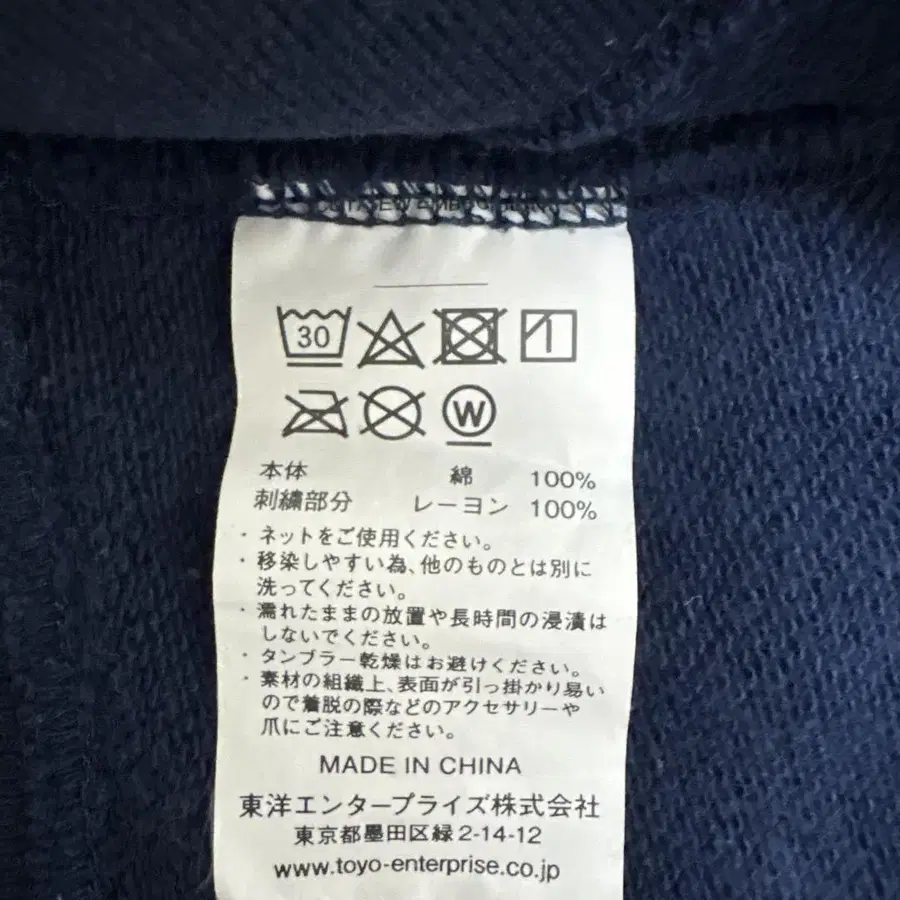 30
W
本体 綿 100%
刺繍部分 レーヨン 100%
・ネットをご使用ください。
・移染しやすい為、他のものとは別に
洗ってください。
・濡れたままの放置や長時間の浸漬は
しないでください。
・タンブラー乾燥はお避けください。
・素材の組織上、表面が引っ掛かり易い
ので着脱の際などのアクセサリーや
爪にご注意ください。
MADE IN CHINA
東洋エンタープライズ株式会社
東京都墨田区緑2-14-12
www.toyo-enterprise.co.jp